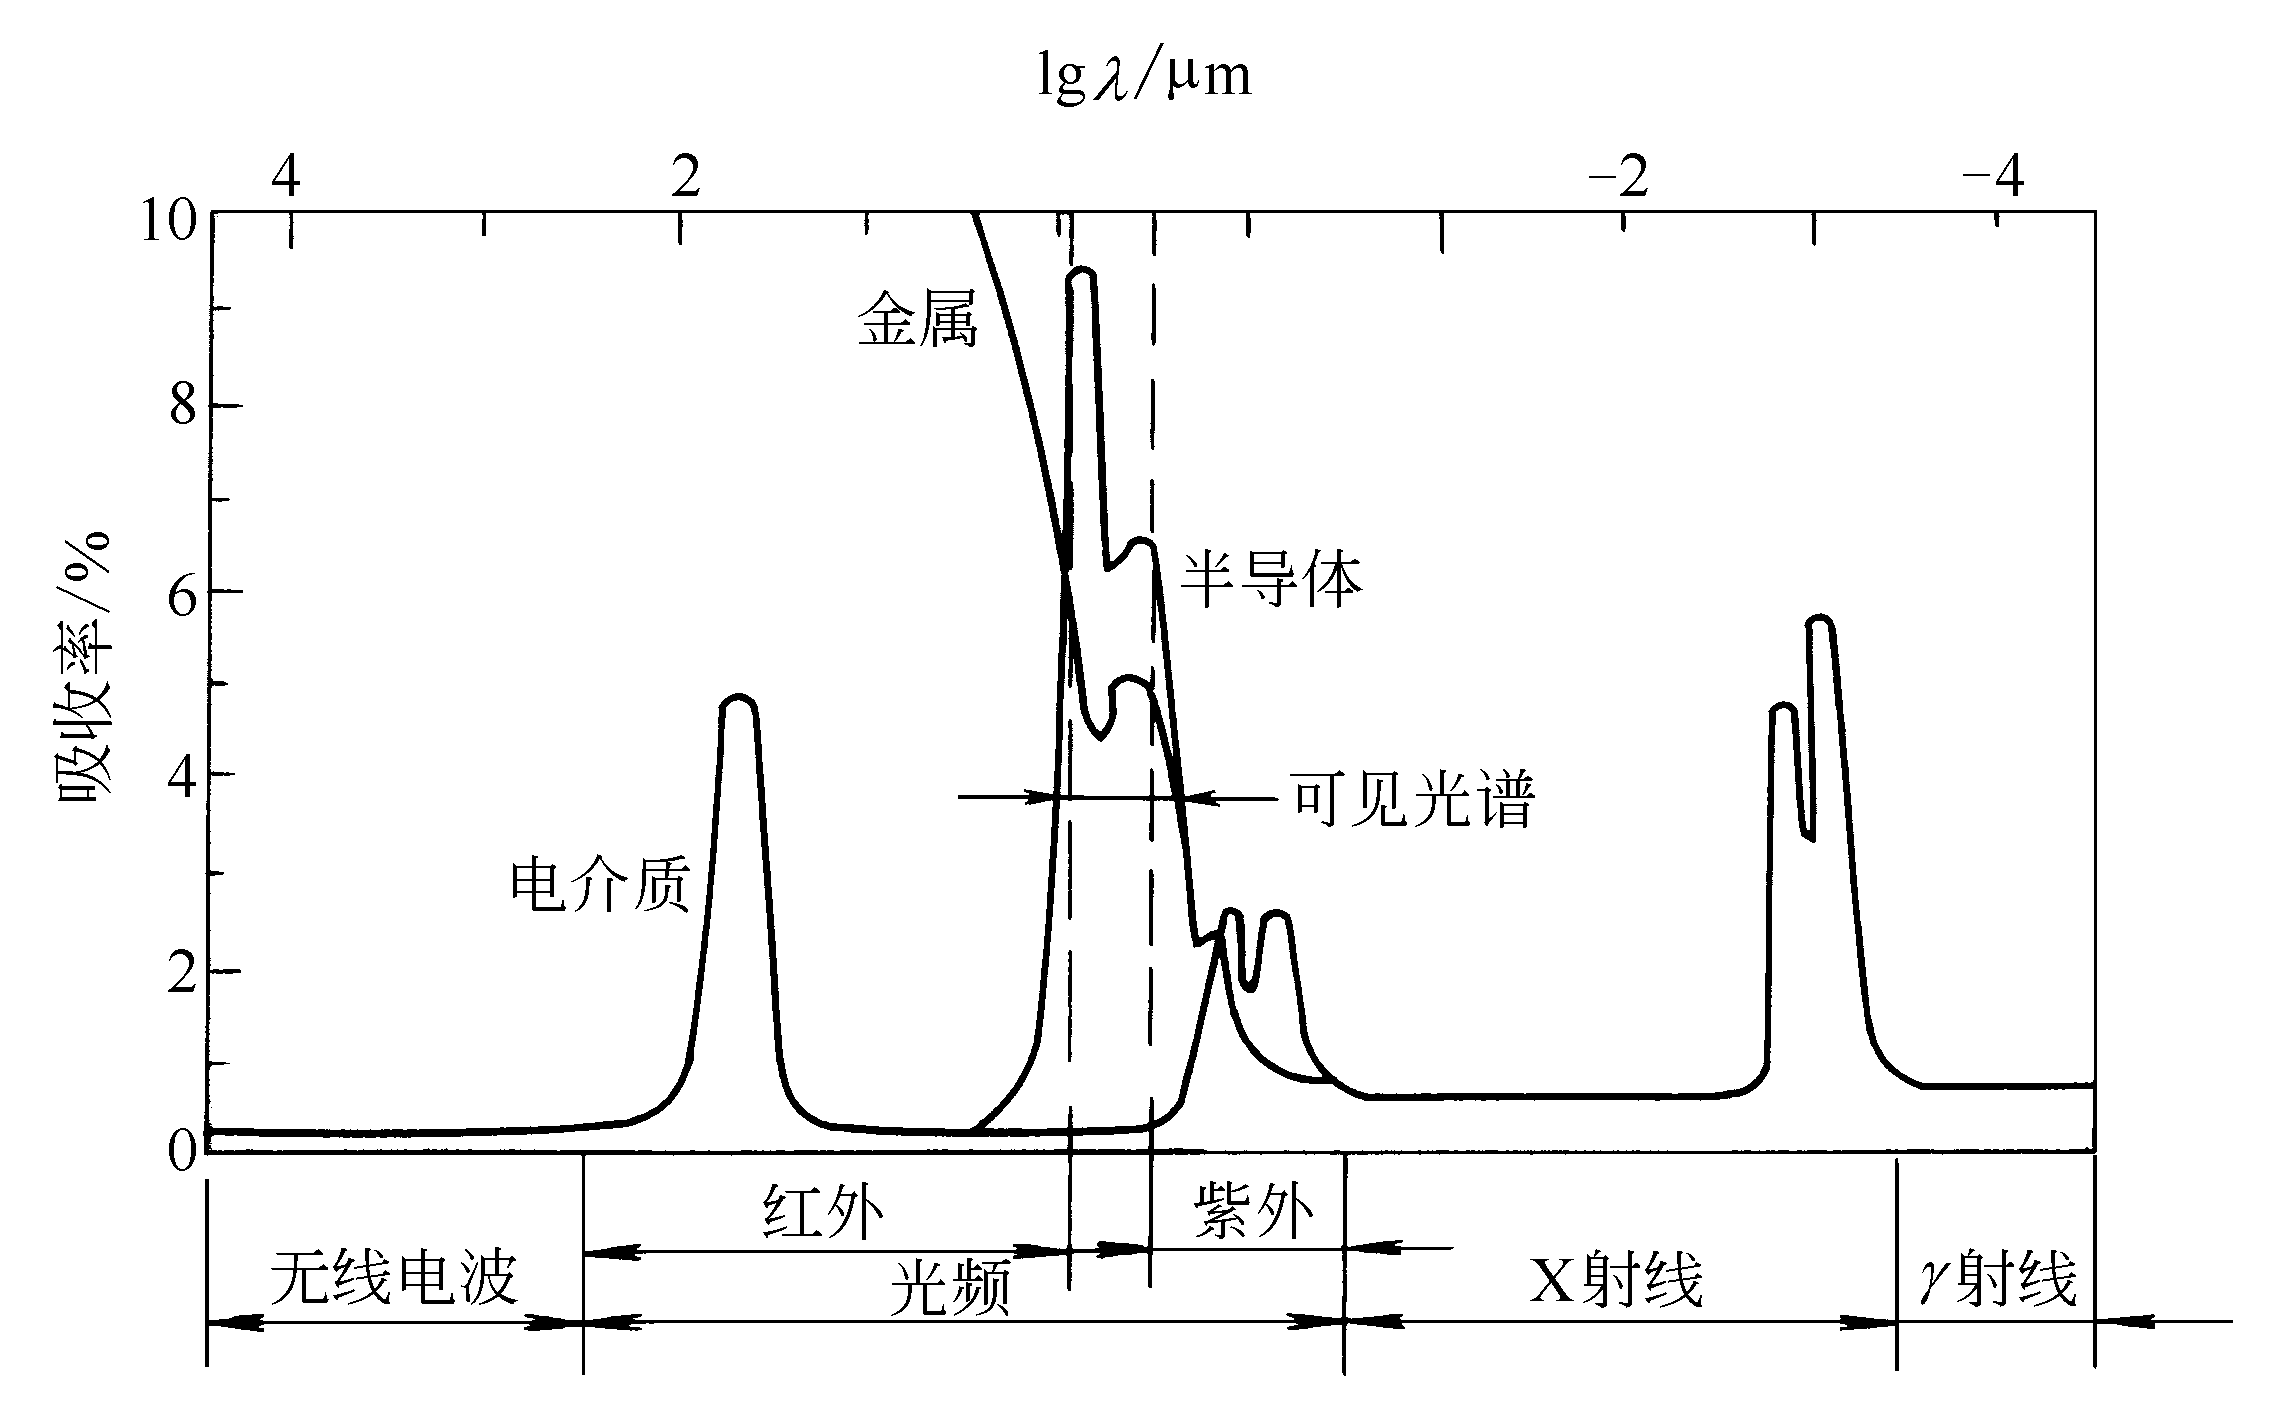 lgλ/μm
4 2 −2 −4
10
金属
8
半导体
6
吸收率/%
4
可见光谱
电介质
2
0
红外 紫外
无线电波 光频 X射线 γ射线